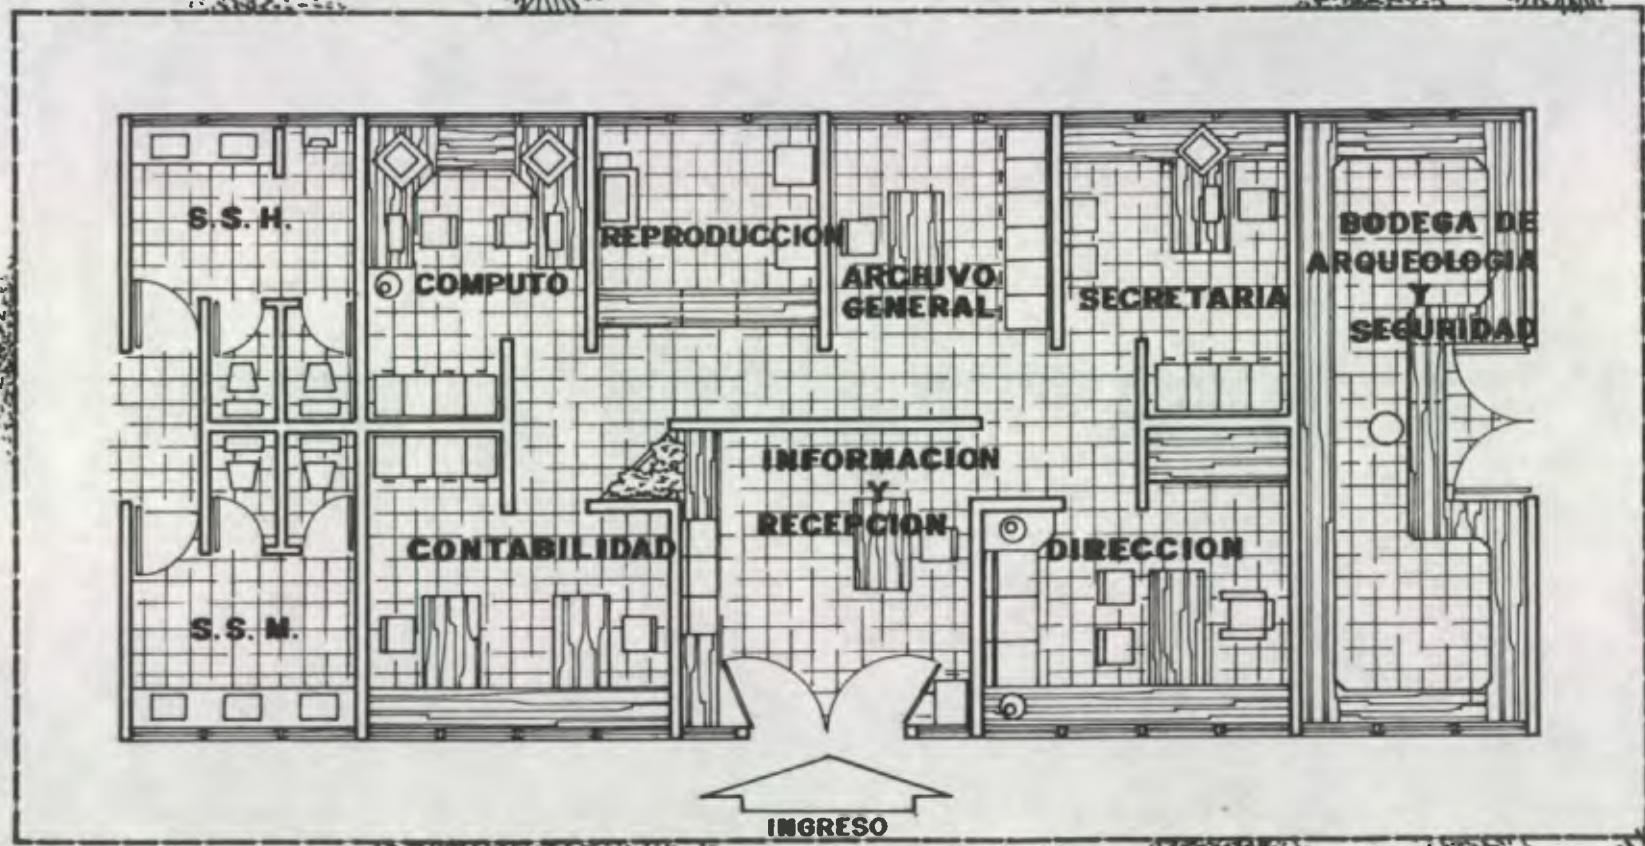 S.S.H.
COMPUTO
REPRODUCCION
ARCHIVO
GENERAL
SECRETARIA
BODEGA DE
ARQUEOLOGIA
Y
SEGURIDAD
INFORMACION
Y
RECEPCION
CONTABILIDAD
DIRECCION
S.S.M.
INGRESO